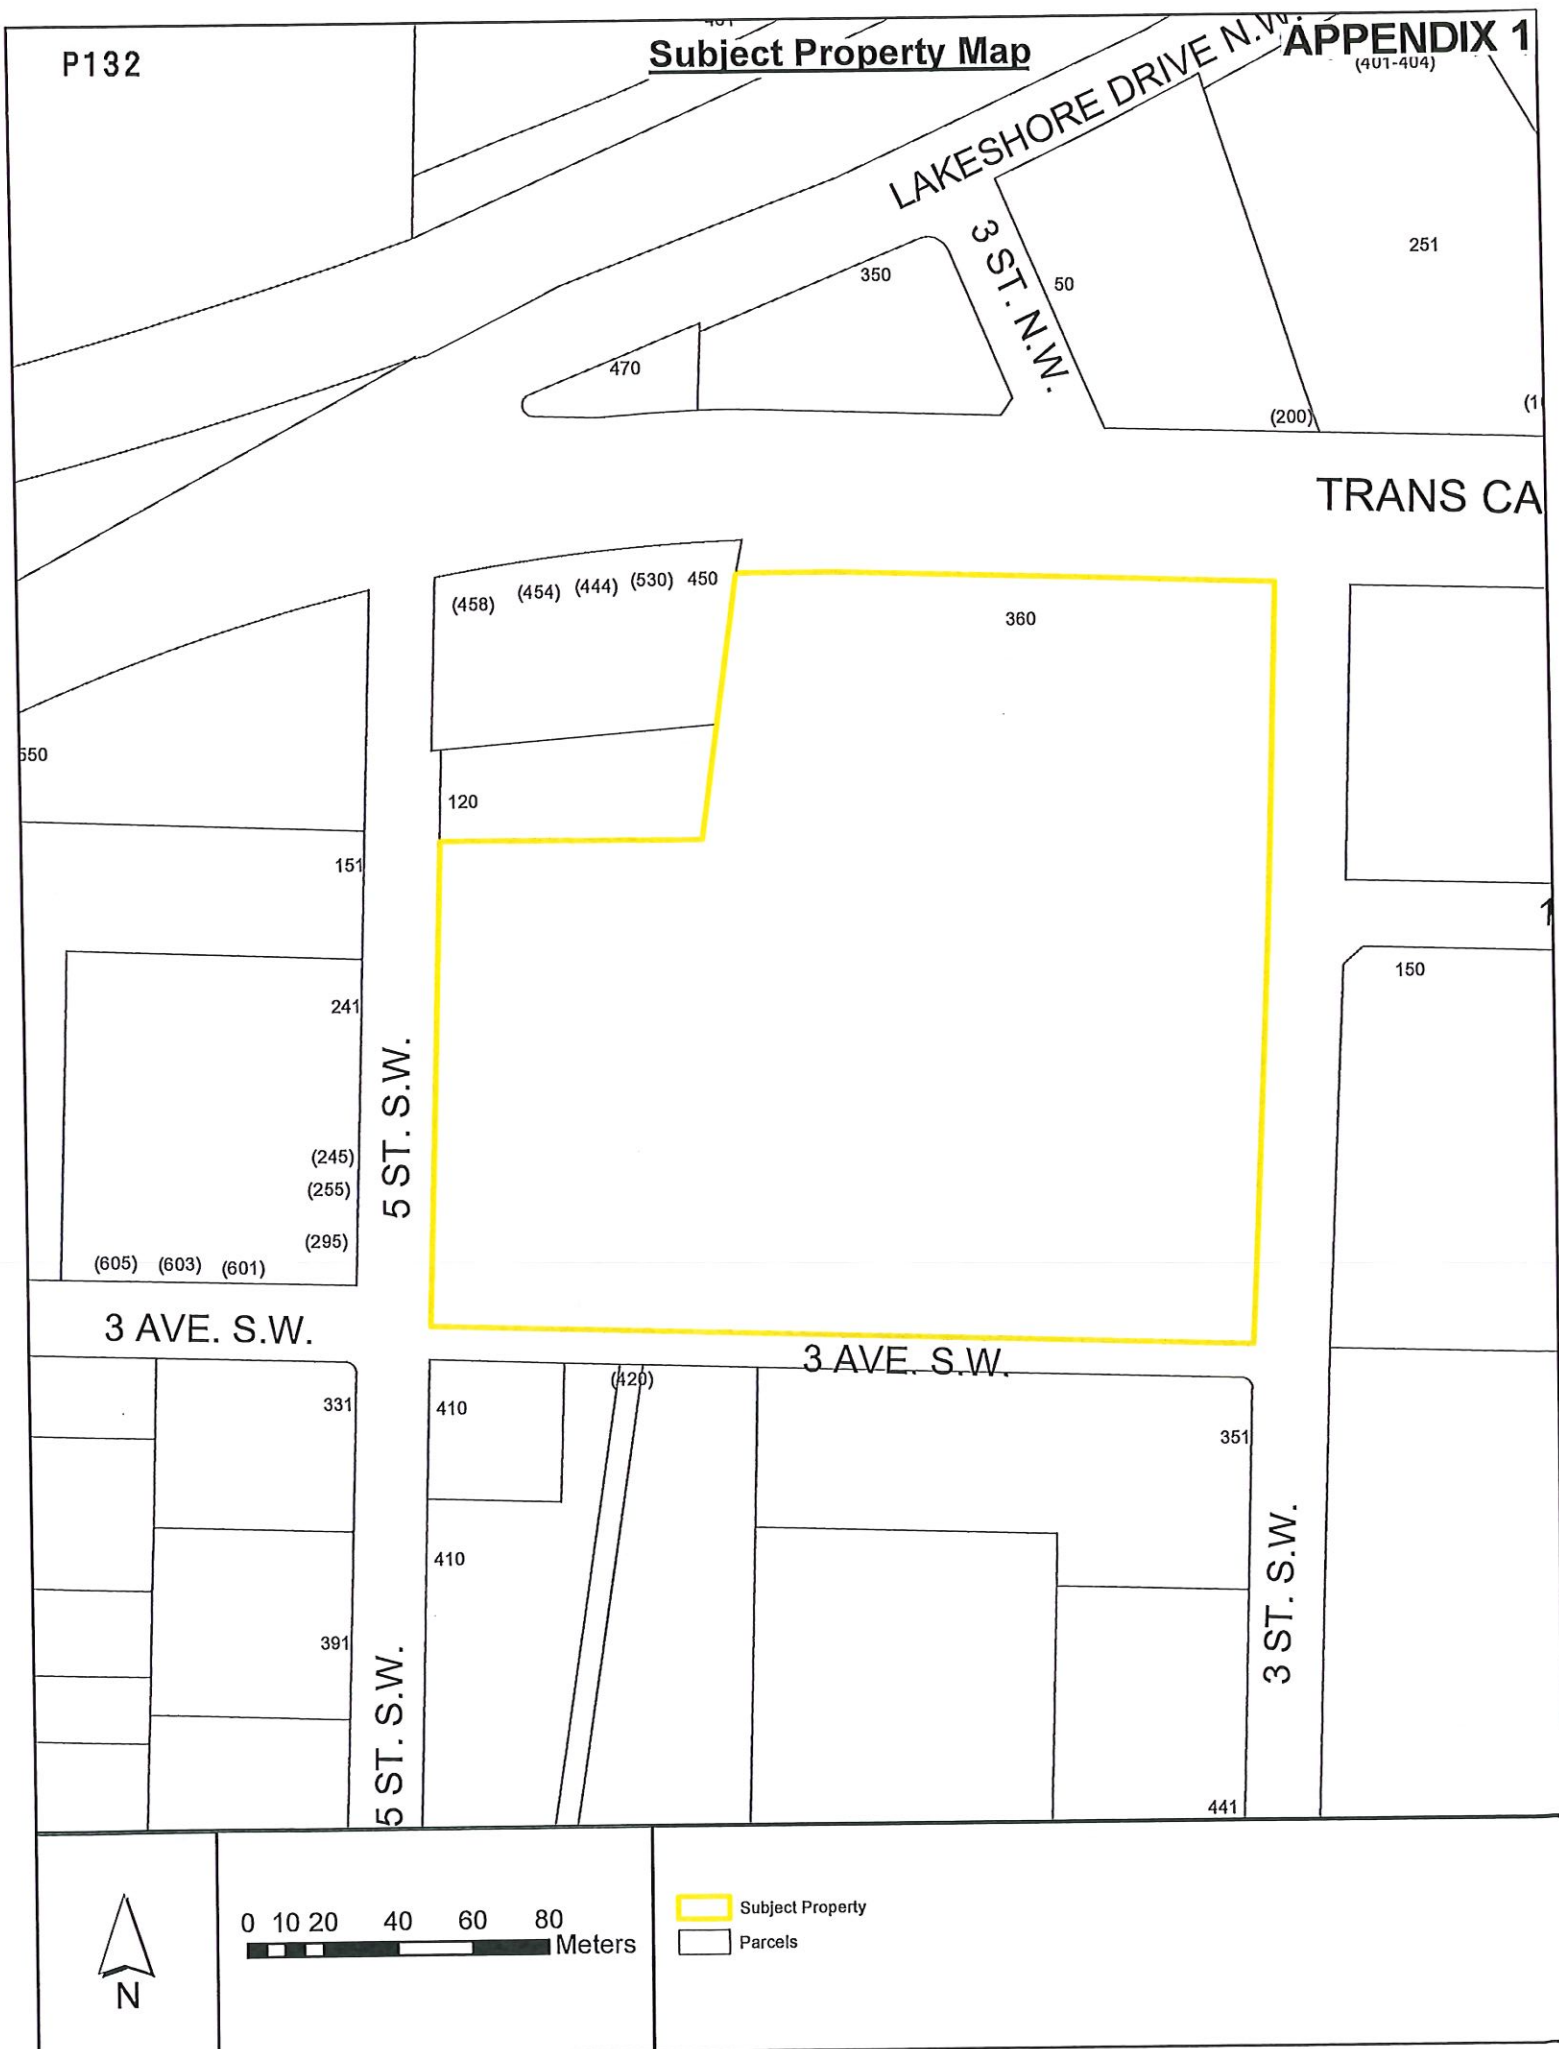 P132
Subject Property Map
APPENDIX 1
(401-404)
LAKESHORE DRIVE N.W.
3 ST. N.W.
251
350
50
470
(200)
TRANS CA
(458) (454) (444) (530) 450
360
550
120
151
150
241
5 ST. S.W.
(245)
(255)
(295)
(605) (603) (601)
3 AVE. S.W.
3 AVE. S.W.
(420)
331
410
351
410
3 ST. S.W.
391
5 ST. S.W.
441
N
0 10 20 40 60 80
Meters
Subject Property
Parcels